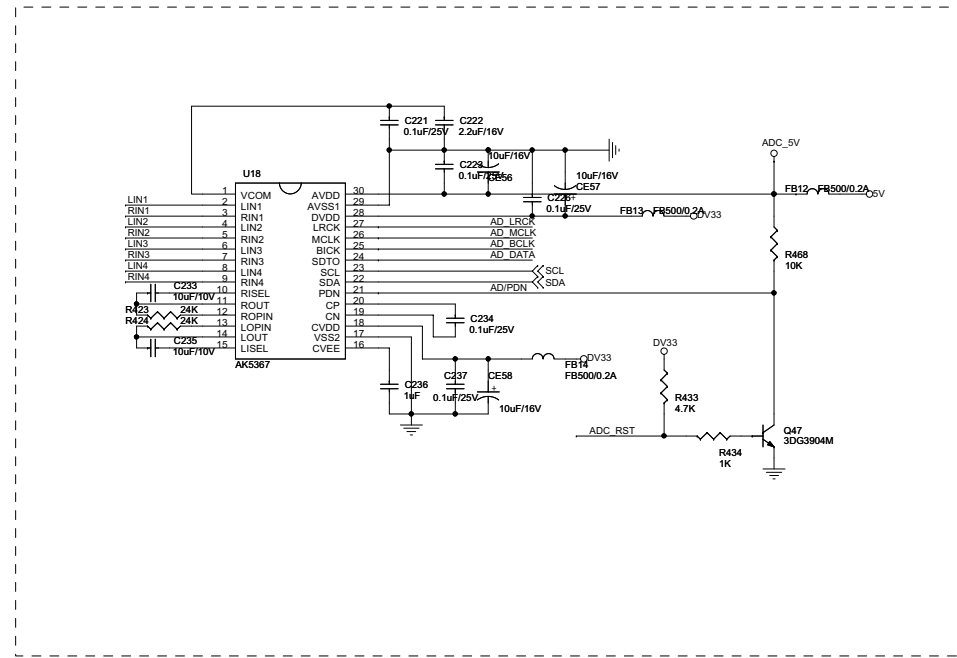 C221
0.1uF/25V
C222
2.2uF/16V
ADC_5V
10uF/16V
C223
0.1uF/25V
CE56
10uF/16V
CE57
C226
0.1uF/25V
FB12
FB500/0.2A
5V
FB13
FB500/0.2A
DV33
U18
1 VCOM AVDD 30
LIN1 2 LIN1 AVSS1 29
RIN1 3 RIN1 DVDD 28
LIN2 4 LIN2 LRCK 27 AD_LRCK
RIN2 5 RIN2 MCLK 26 AD_MCLK
LIN3 6 LIN3 BICK 25 AD_BCLK
RIN3 7 RIN3 SDTO 24 AD_DATA
LIN4 8 LIN4 SCL 23 SCL
RIN4 9 RIN4 SDA 22 SDA
10 RISEL PDN 21 AD/PDN
11 ROUT CP 20
12 ROPIN CN 19
13 LOPIN CVDD 18
14 LOUT VSS2 17
15 LISEL CVEE 16
AK5367
C233
10uF/10V
R423 24K
R424 24K
C235
10uF/10V
R468
10K
C234
0.1uF/25V
DV33
FB14
FB500/0.2A
C236
1uF
C237
0.1uF/25V
CE58
+
10uF/16V
DV33
R433
4.7K
ADC_RST
R434
1K
Q47
3DG3904M